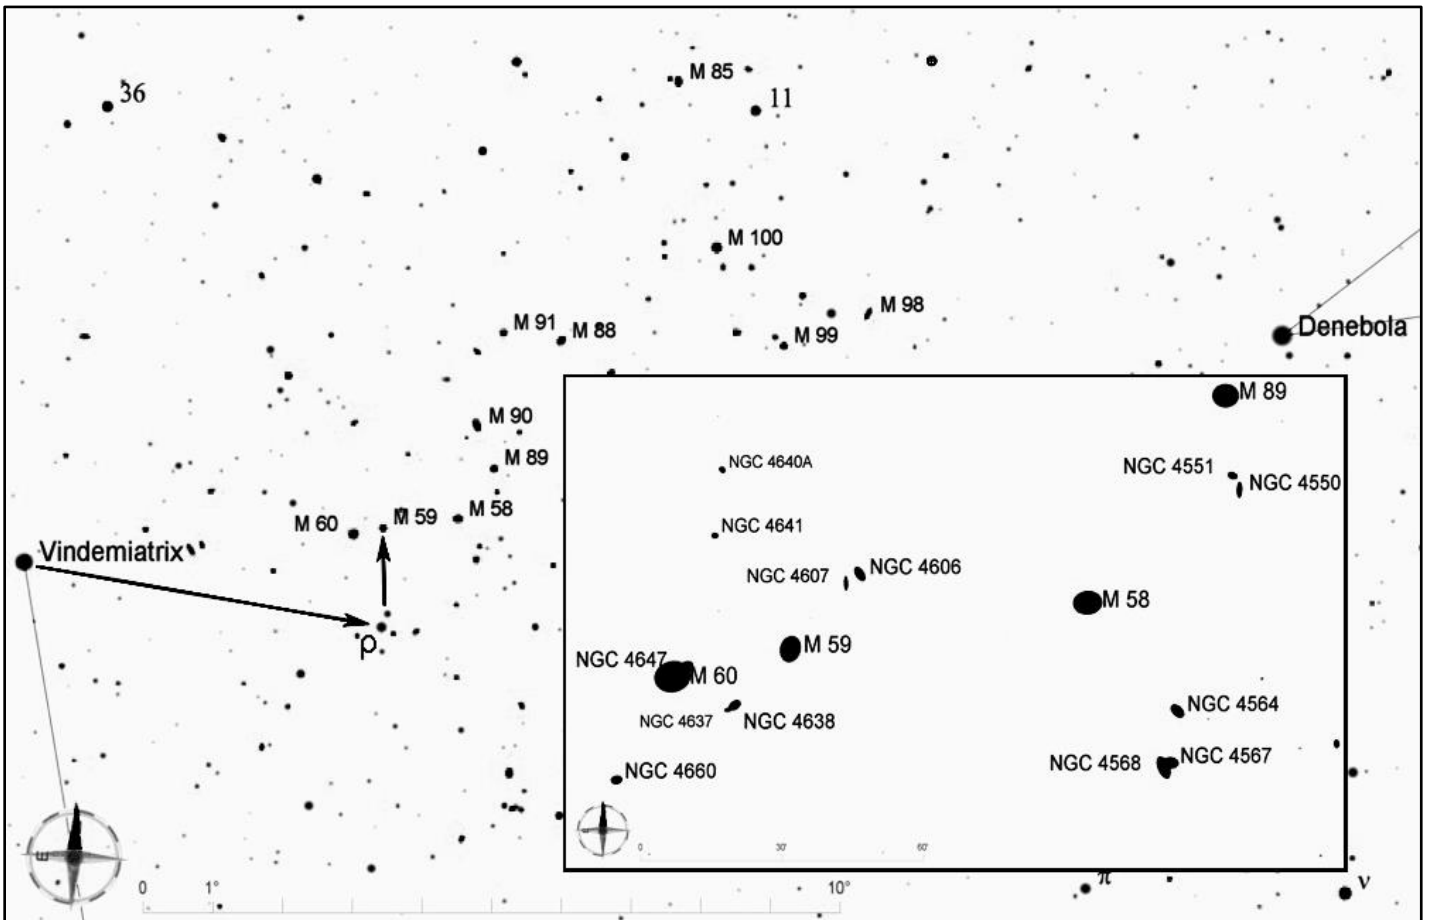 36
M 85
11
M 100
M 98
M 91
M 88
M 99
Denebola
M 90
M 89
M 60
M 59
M 58
Vindemiatrix
ρ
M 89
NGC 4640A
NGC 4551
NGC 4550
NGC 4641
NGC 4607
NGC 4606
M 58
M 59
NGC 4647
M 60
NGC 4637
NGC 4638
NGC 4564
NGC 4568
NGC 4567
NGC 4660
0
30'
60'
E
0
1°
10°
π
ν